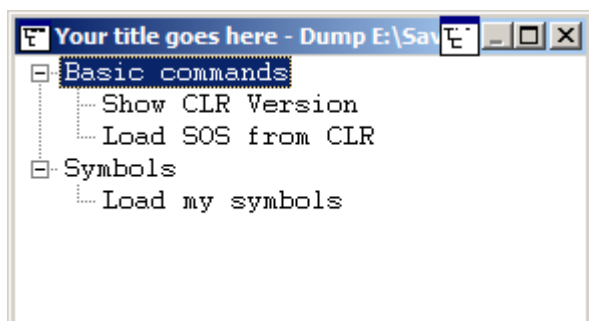 Your title goes here - Dump E:\Sav
Basic commands
Show CLR Version
Load SOS from CLR
Symbols
Load my symbols